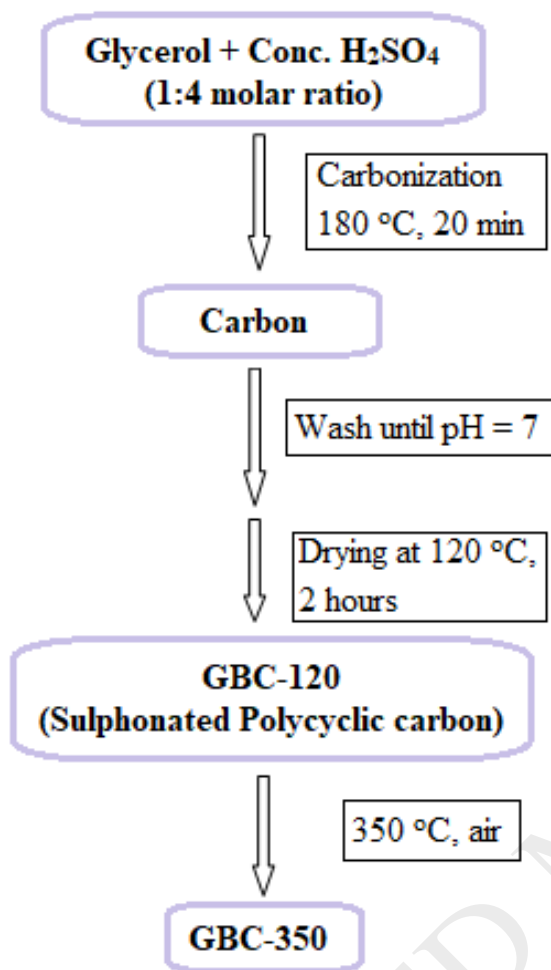 Glycerol + Conc. H₂SO₄
(1:4 molar ratio)
Carbonization
180 °C, 20 min
Carbon
Wash until pH = 7
Drying at 120 °C,
2 hours
GBC-120
(Sulphonated Polycyclic carbon)
350 °C, air
GBC-350